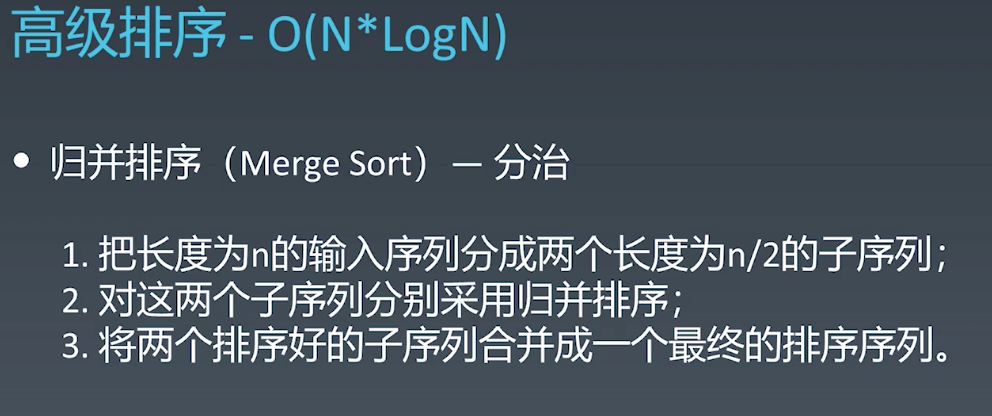 高级排序 - O(N*LogN)
• 归并排序（Merge Sort）— 分治
1. 把长度为n的输入序列分成两个长度为n/2的子序列；
2. 对这两个子序列分别采用归并排序；
3. 将两个排序好的子序列合并成一个最终的排序序列。